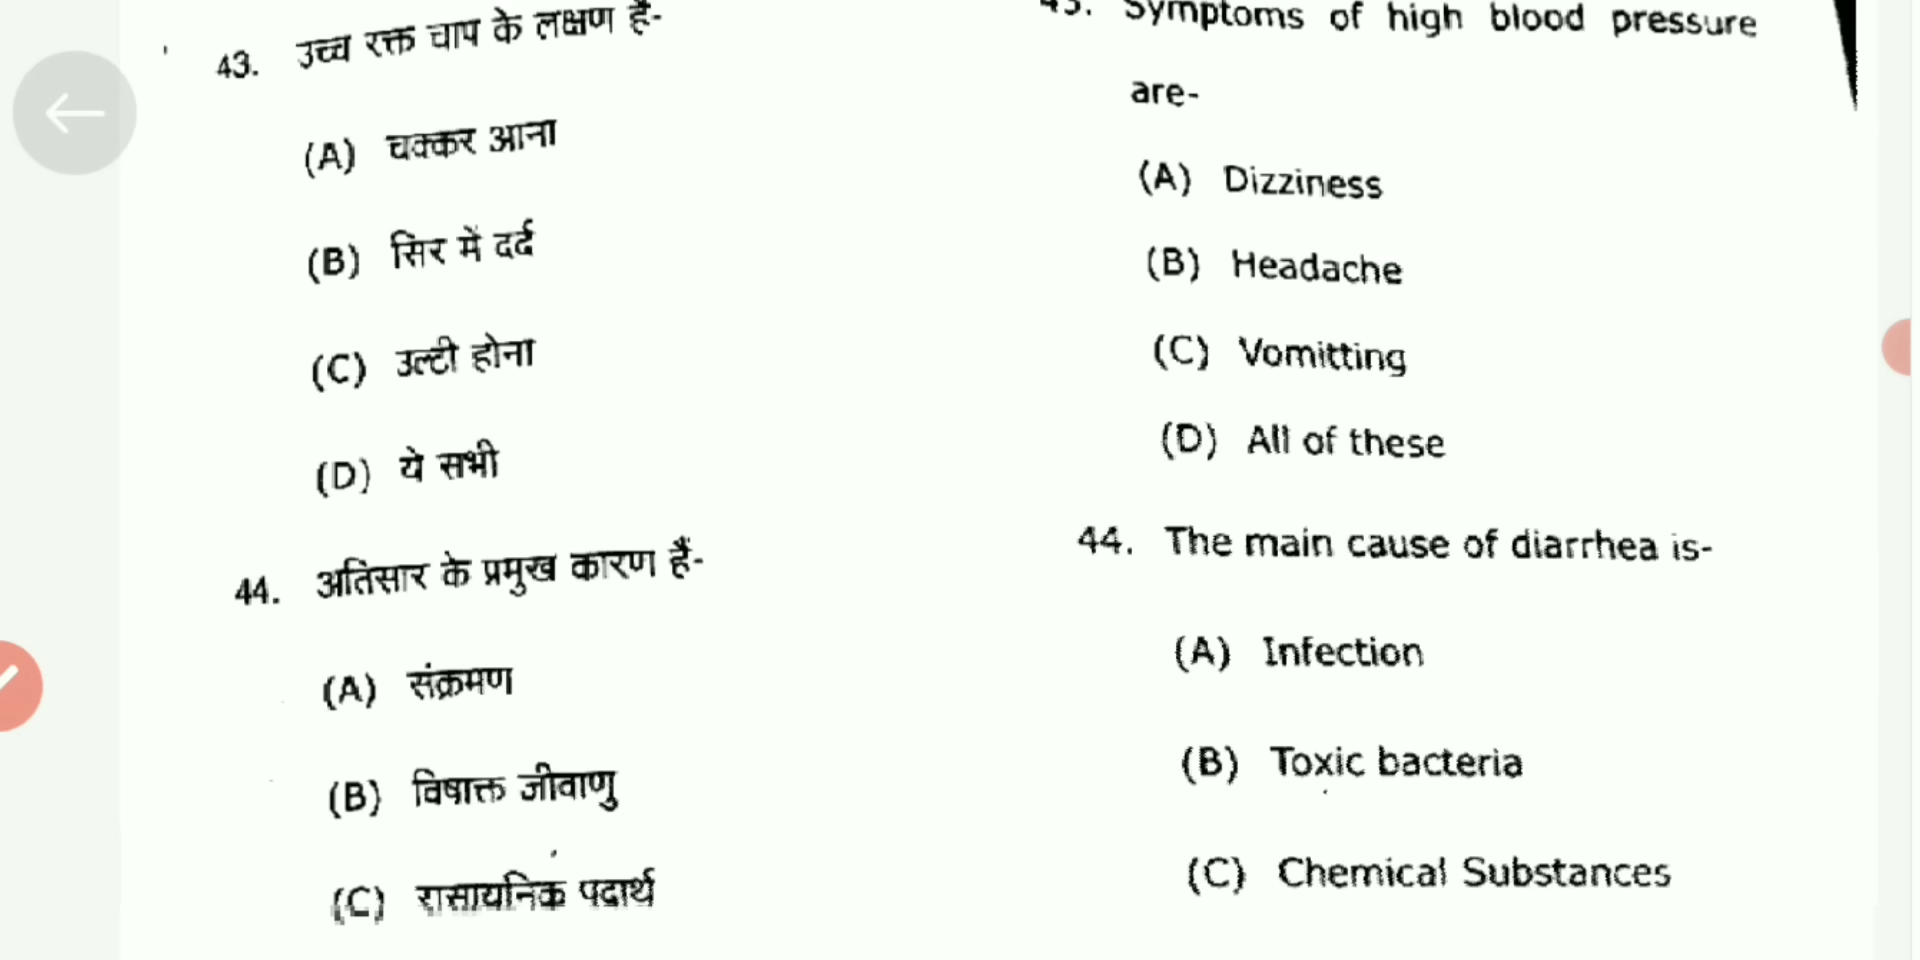 43. उच्च रक्त चाप के लक्षण हैं-
(A) चक्कर आना
(B) सिर में दर्द
(C) उल्टी होना
(D) ये सभी
44. अतिसार के प्रमुख कारण हैं-
(A) संक्रमण
(B) विषाक्त जीवाणु
(C) रासायनिक पदार्थ
43. Symptoms of high blood pressure
are-
(A) Dizziness
(B) Headache
(C) Vomitting
(D) All of these
44. The main cause of diarrhea is-
(A) Infection
(B) Toxic bacteria
(C) Chemical Substances